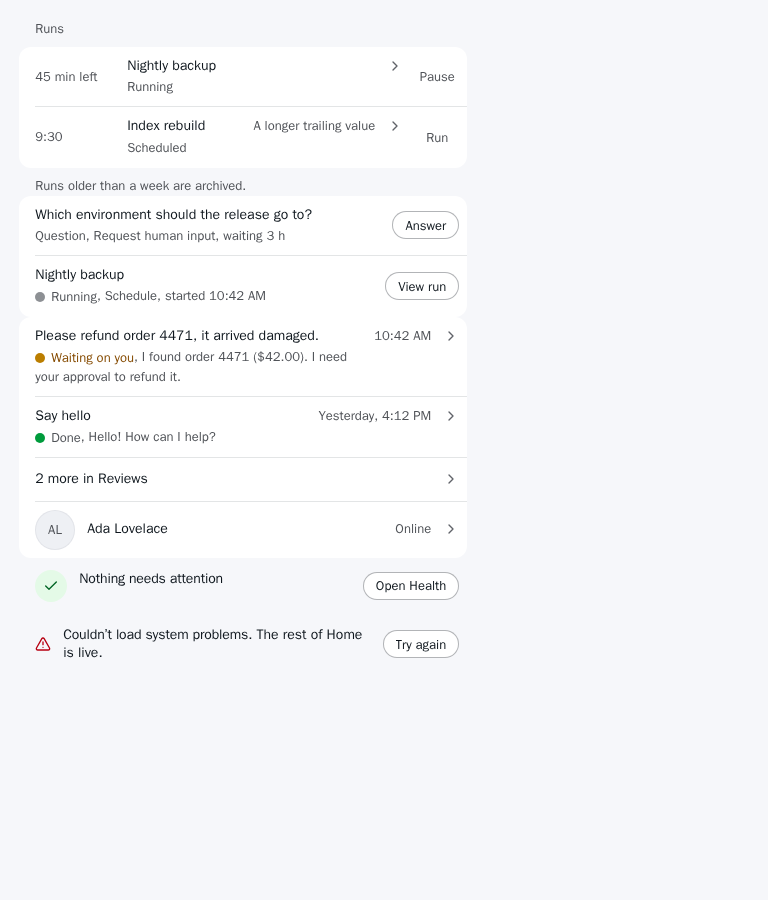 Runs
45 min left Nightly backup Pause
Running
9:30 Index rebuild A longer trailing value Run
Scheduled
Runs older than a week are archived.
Which environment should the release go to? Answer
Question, Request human input, waiting 3 h
Nightly backup View run
Running, Schedule, started 10:42 AM
Please refund order 4471, it arrived damaged. 10:42 AM
Waiting on you, I found order 4471 ($42.00). I need
your approval to refund it.
Say hello Yesterday, 4:12 PM
Done, Hello! How can I help?
2 more in Reviews
AL Ada Lovelace Online
Nothing needs attention Open Health
Couldn’t load system problems. The rest of Home
is live. Try again